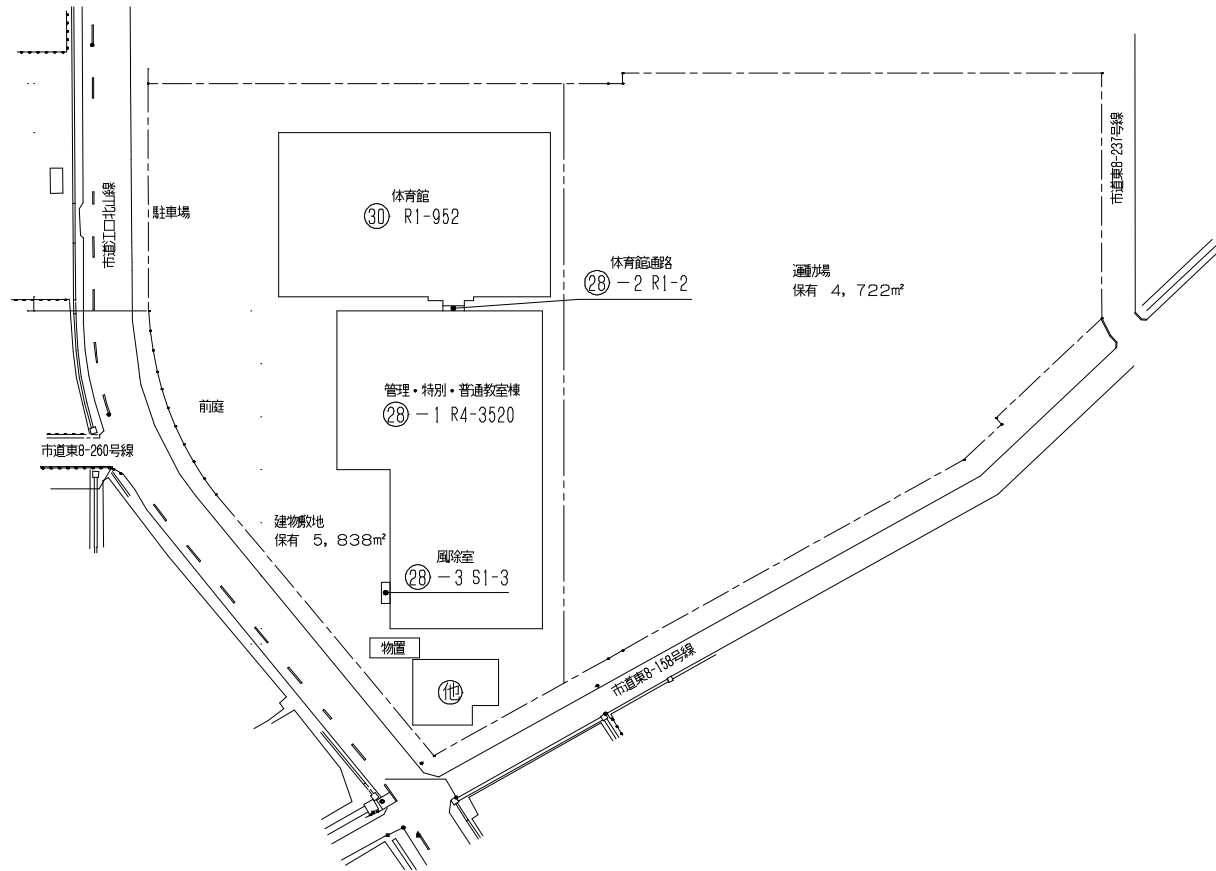 市道江口北山線
駐車場
体育館
㉚ R1-952
体育館通路
㉘ -2 R1-2
運動場
保有 4,722㎡
市道東8-237号線
管理・特別・普通教室棟
㉘ -1 R4-3520
前庭
市道東8-260号線
建物敷地
保有 5,838㎡
風除室
㉘ -3 S1-3
物置
他
市道東8-158号線